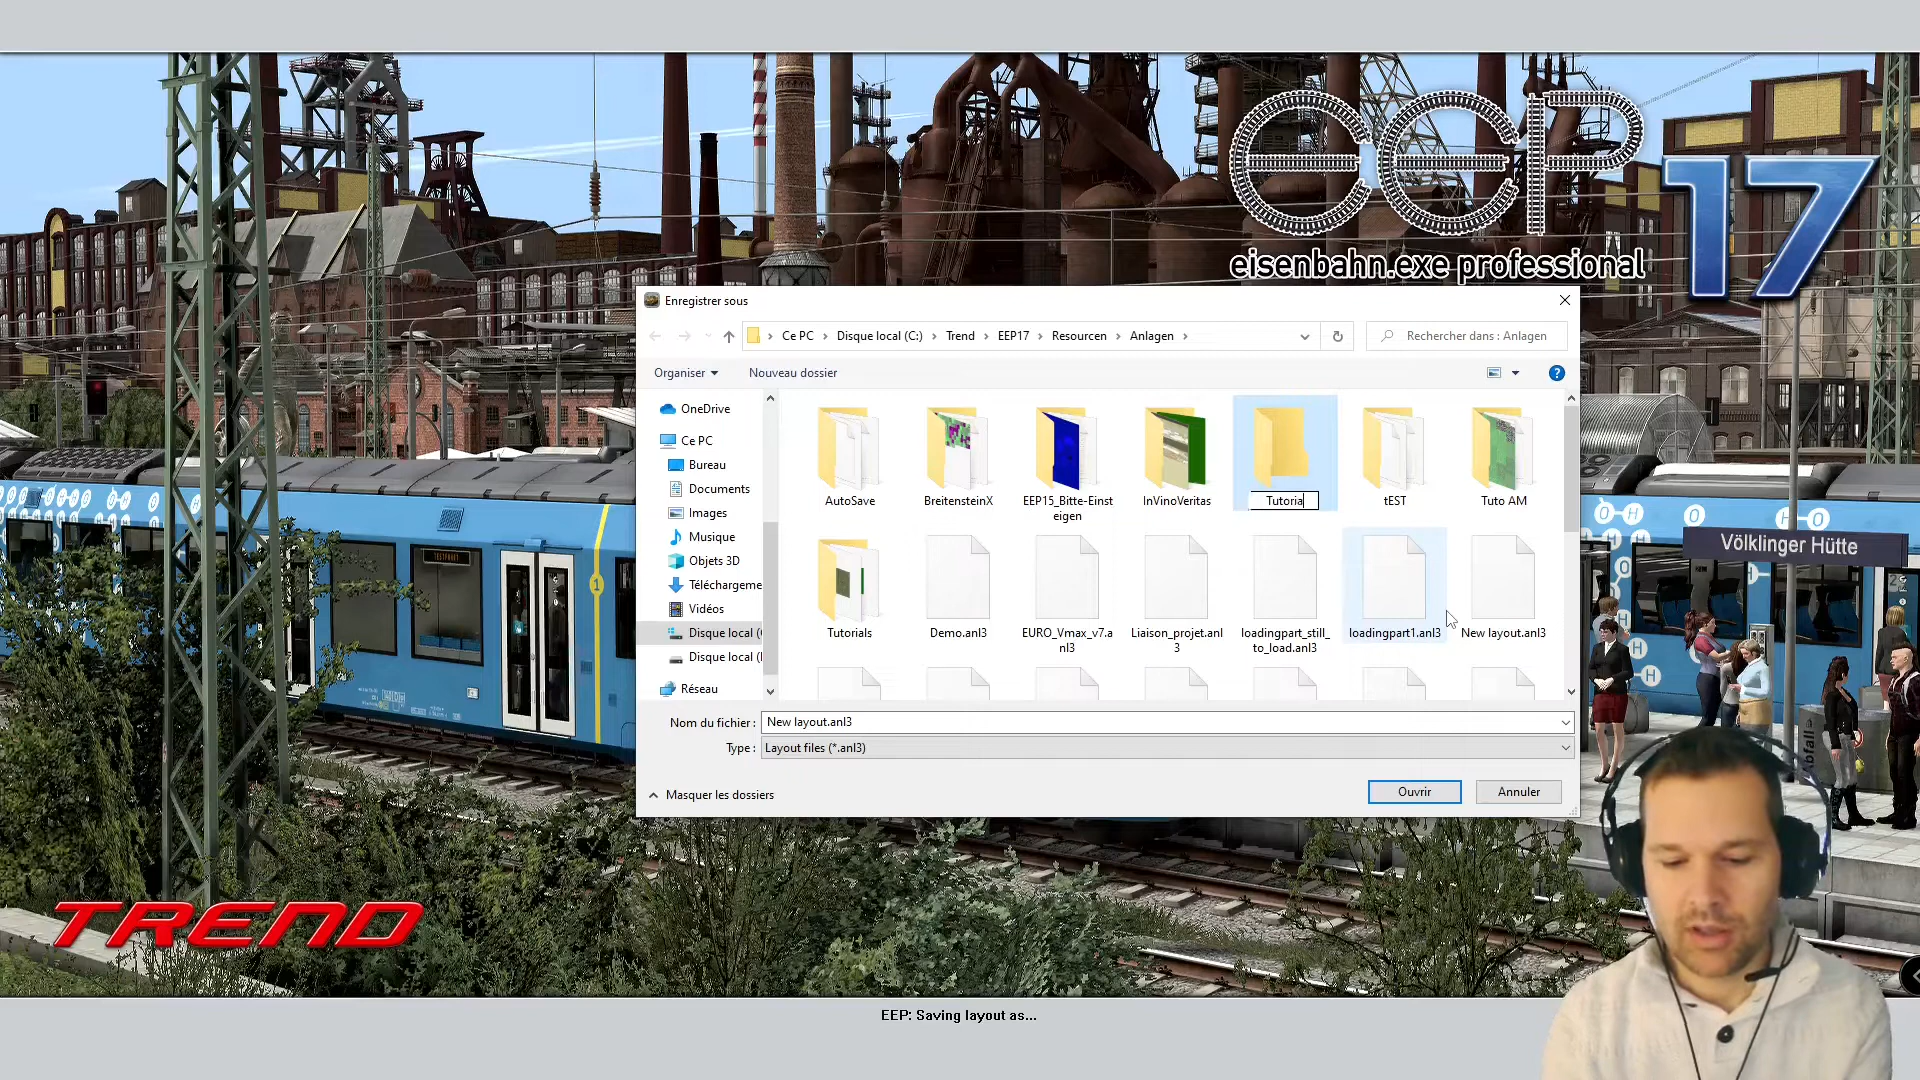 eep 17
eisenbahn.exe professional
Enregistrer sous
Ce PC › Disque local (C:) › Trend › EEP17 › Resourcen › Anlagen ›
Rechercher dans : Anlagen
Organiser
Nouveau dossier
OneDrive
Ce PC
Bureau
Documents
Images
Musique
Objets 3D
Téléchargeme
Vidéos
Disque local (
Disque local (
Réseau
AutoSave
BreitensteinX
EEP15_Bitte-Einst
eigen
InVinoVeritas
Tutoria
tEST
Tuto AM
Tutorials
Demo.anl3
EURO_Vmax_v7.a
nl3
Liaison_projet.anl
3
loadingpart_still_
to_load.anl3
loadingpart1.anl3
New layout.anl3
Nom du fichier :
New layout.anl3
Type :
Layout files (*.anl3)
Masquer les dossiers
Ouvrir
Annuler
Völklinger Hütte
Abfall
1
TREND
EEP: Saving layout as...